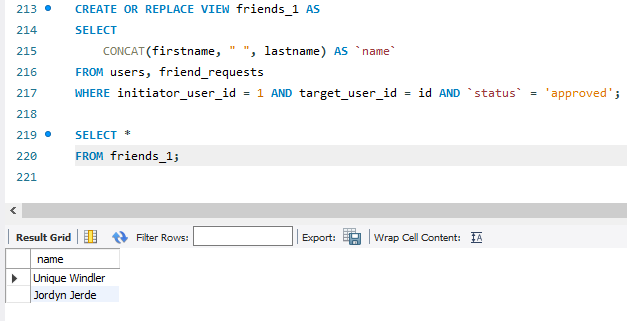 213 CREATE OR REPLACE VIEW friends_1 AS
214 SELECT
215 CONCAT(firstname, " ", lastname) AS `name`
216 FROM users, friend_requests
217 WHERE initiator_user_id = 1 AND target_user_id = id AND `status` = 'approved';
218
219 SELECT *
220 FROM friends_1;
221
Result Grid Filter Rows: Export: Wrap Cell Content: IA
name
Unique Windler
Jordyn Jerde